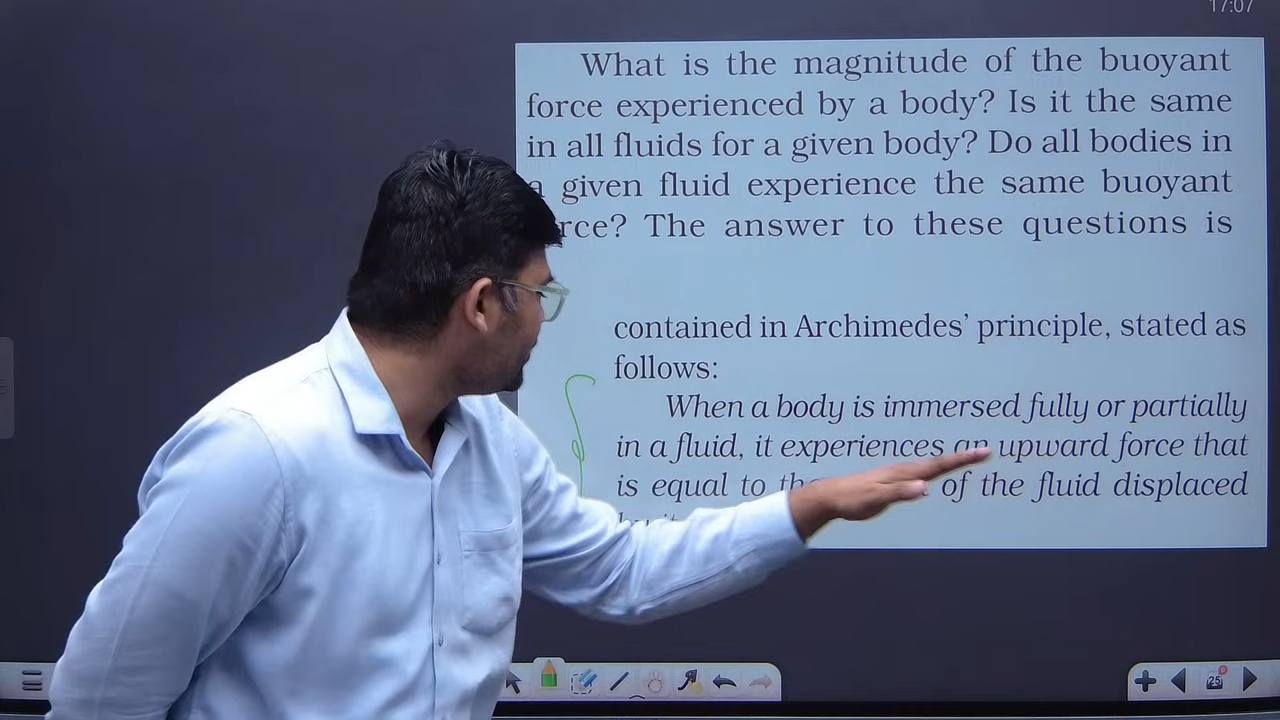 17:07
What is the magnitude of the buoyant
force experienced by a body? Is it the same
in all fluids for a given body? Do all bodies in
a given fluid experience the same buoyant
rce? The answer to these questions is
contained in Archimedes' principle, stated as
follows:
When a body is immersed fully or partially
in a fluid, it experiences an upward force that
is equal to the of the fluid displaced
25